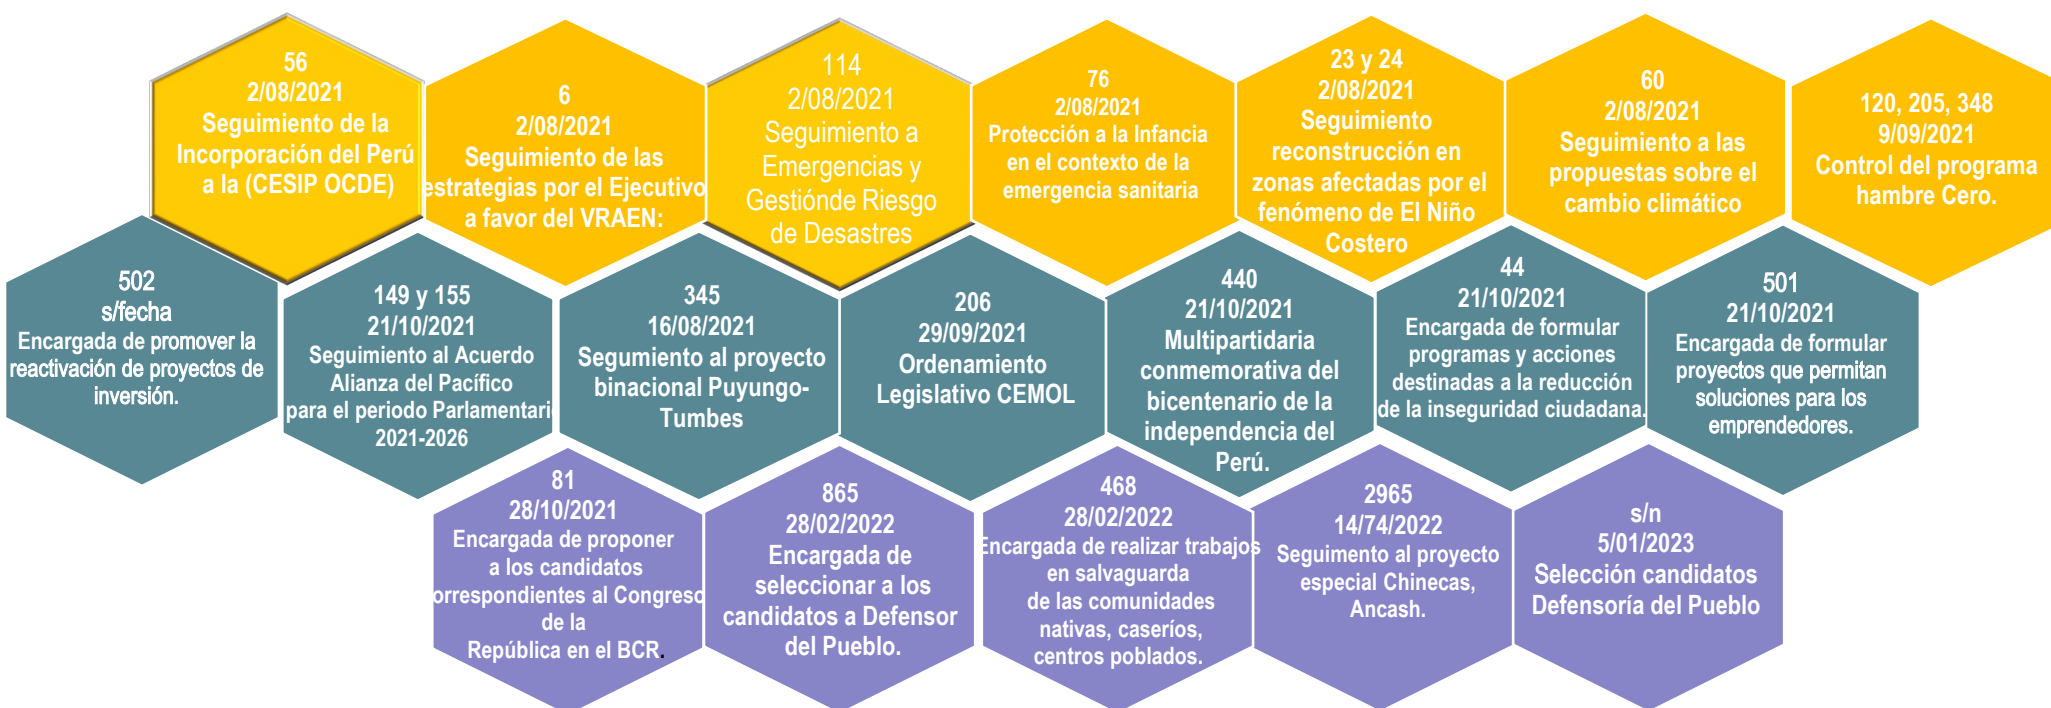 56
2/08/2021
Seguimiento de la
Incorporación del Perú
a la (CESIP OCDE)
6
2/08/2021
Seguimiento de las
estrategias por el Ejecutivo
a favor del VRAEN:
114
2/08/2021
Seguimiento a
Emergencias y
Gestiónde Riesgo
de Desastres
76
2/08/2021
Protección a la Infancia
en el contexto de la
emergencia sanitaria
23 y 24
2/08/2021
Seguimiento
reconstrucción en
zonas afectadas por el
fenómeno de El Niño
Costero
60
2/08/2021
Seguimiento a las
propuestas sobre el
cambio climático
120, 205, 348
9/09/2021
Control del programa
hambre Cero.
502
s/fecha
Encargada de promover la
reactivación de proyectos de
inversión.
149 y 155
21/10/2021
Seguimiento al Acuerdo
Alianza del Pacífico
para el periodo Parlamentari
2021-2026
345
16/08/2021
Segumiento al proyecto
binacional Puyungo-
Tumbes
206
29/09/2021
Ordenamiento
Legislativo CEMOL
440
21/10/2021
Multipartidaria
conmemorativa del
bicentenario de la
independencia del
Perú.
44
21/10/2021
Encargada de formular
programas y acciones
destinadas a la reducción
de la inseguridad ciudadana.
501
21/10/2021
Encargada de formular
proyectos que permitan
soluciones para los
emprendedores.
81
28/10/2021
Encargada de proponer
a los candidatos
orrespondientes al Congreso
de la
República en el BCR.
865
28/02/2022
Encargada de
seleccionar a los
candidatos a Defensor
del Pueblo.
468
28/02/2022
Encargada de realizar trabajos
en salvaguarda
de las comunidades
nativas, caseríos,
centros poblados.
2965
14/74/2022
Seguimento al proyecto
especial Chinecas,
Ancash.
s/n
5/01/2023
Selección candidatos
Defensoría del Pueblo